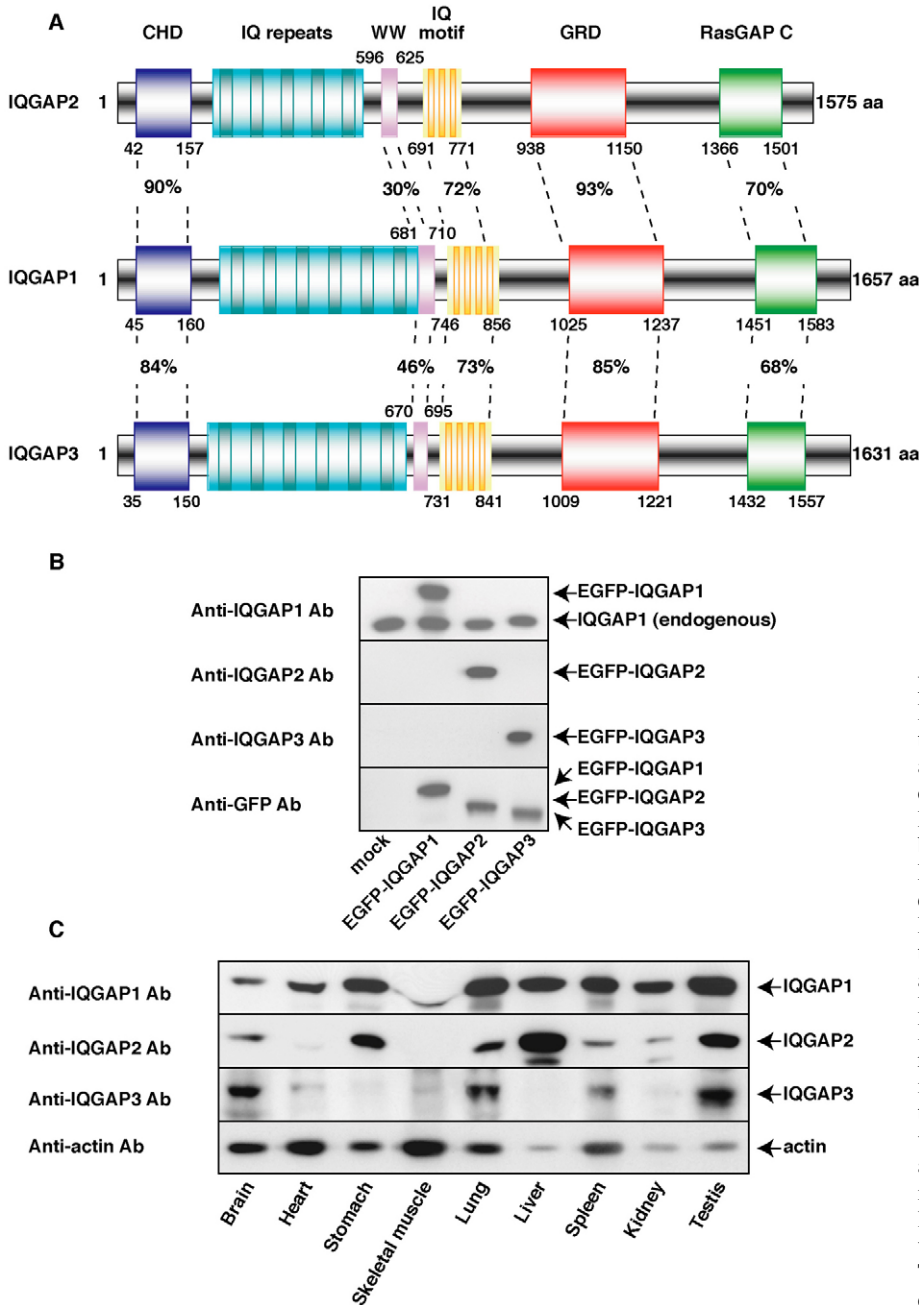 A
CHD IQ repeats WW IQ motif GRD RasGAP C
596 625
IQGAP2 1 1575 aa
42 157 691 771 938 1150 1366 1501
90% 30% 72% 93% 70%
681 710
IQGAP1 1 1657 aa
45 160 746 856 1025 1237 1451 1583
84% 46% 73% 85% 68%
670 695
IQGAP3 1 1631 aa
35 150 731 841 1009 1221 1432 1557
B
Anti-IQGAP1 Ab
EGFP-IQGAP1
IQGAP1 (endogenous)
Anti-IQGAP2 Ab
EGFP-IQGAP2
Anti-IQGAP3 Ab
EGFP-IQGAP3
Anti-GFP Ab
EGFP-IQGAP1
EGFP-IQGAP2
EGFP-IQGAP3
mock
EGFP-IQGAP1
EGFP-IQGAP2
EGFP-IQGAP3
C
Anti-IQGAP1 Ab
IQGAP1
Anti-IQGAP2 Ab
IQGAP2
Anti-IQGAP3 Ab
IQGAP3
Anti-actin Ab
actin
Brain
Heart
Stomach
Skeletal muscle
Lung
Liver
Spleen
Kidney
Testis